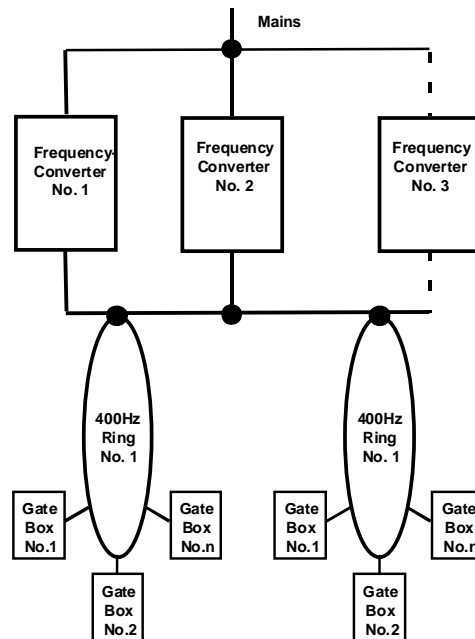 Mains
Frequency-
Converter
No. 1
Frequency
Converter
No. 2
Frequency
Converter
No. 3
400Hz
Ring
No. 1
400Hz
Ring
No. 1
Gate
Box
No.1
Gate
Box
No.n
Gate
Box
No.1
Gate
Box
No.n
Gate
Box
No.2
Gate
Box
No.2